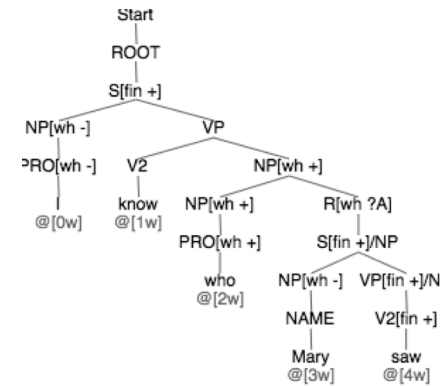 Start
ROOT
S[fin +]
NP[wh -] VP
PRO[wh -] V2 NP[wh +]
I know NP[wh +] R[wh ?A]
@[0w] @[1w]
PRO[wh +] S[fin +]/NP
who NP[wh -] VP[fin +]/N
@[2w]
NAME V2[fin +]
Mary saw
@[3w] @[4w]